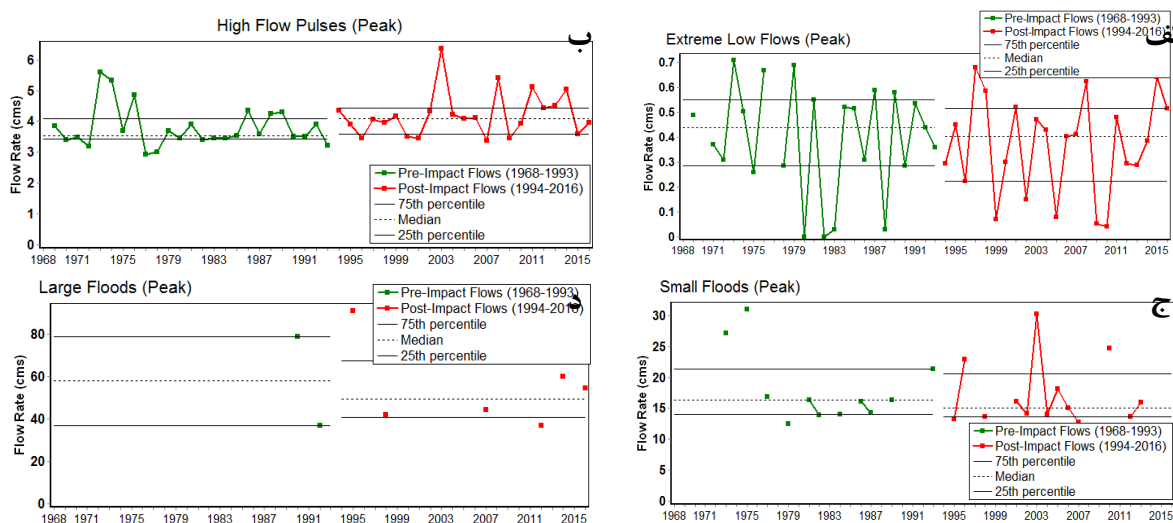 High Flow Pulses (Peak)
ب
Flow Rate (cms)
6
5
4
3
2
1
0
Pre-Impact Flows (1968-1993)
Post-Impact Flows (1994-2016)
75th percentile
Median
25th percentile
1968 1971 1975 1979 1983 1987 1991 1995 1999 2003 2007 2011 2015
Extreme Low Flows (Peak)
Pre-Impact Flows (1968-1993)
Post-Impact Flows (1994-2016)
75th percentile
Median
25th percentile
Flow Rate (cms)
0.7
0.6
0.5
0.4
0.3
0.2
0.1
0
1968 1971 1975 1979 1983 1987 1991 1995 1999 2003 2007 2011 2015
Large Floods (Peak)
د
Pre-Impact Flows (1968-1993)
Post-Impact Flows (1994-2016)
75th percentile
Median
25th percentile
Flow Rate (cms)
80
60
40
20
0
1968 1971 1975 1979 1983 1987 1991 1995 1999 2003 2007 2011 2015
Small Floods (Peak)
ج
Flow Rate (cms)
30
25
20
15
10
5
0
Pre-Impact Flows (1968-1993)
Post-Impact Flows (1994-2016)
75th percentile
Median
25th percentile
1968 1971 1975 1979 1983 1987 1991 1995 1999 2003 2007 2011 2015